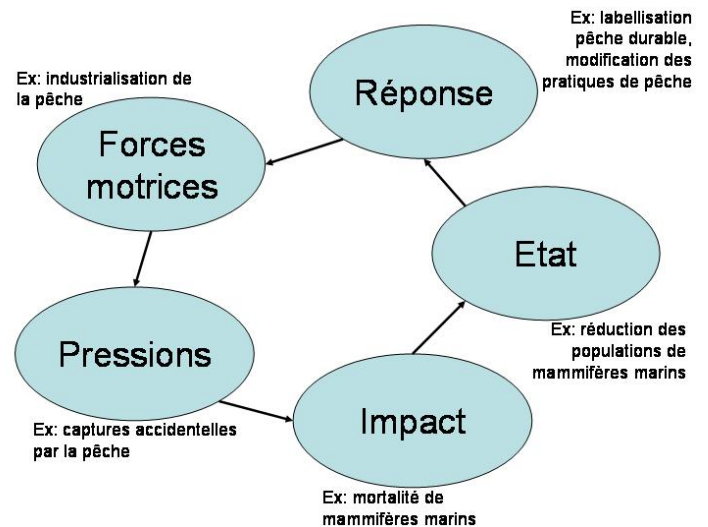 Ex: labellisation
pêche durable,
modification des
pratiques de pêche
Réponse
Ex: industrialisation de
la pêche
Forces
motrices
Etat
Ex: réduction des
populations de
mammifères marins
Pressions
Ex: captures accidentelles
par la pêche
Impact
Ex: mortalité de
mammifères marins